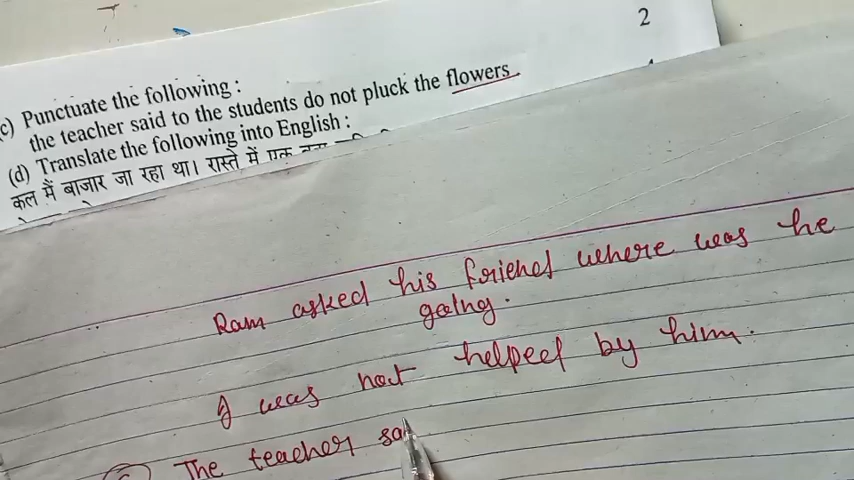 2
c) Punctuate the following :
the teacher said to the students do not pluck the flowers.
(d) Translate the following into English :
कल मैं बाजार जा रहा था। रास्ते में एक
Ram asked his friend where was he
going.
I was not helped by him.
The teacher sa